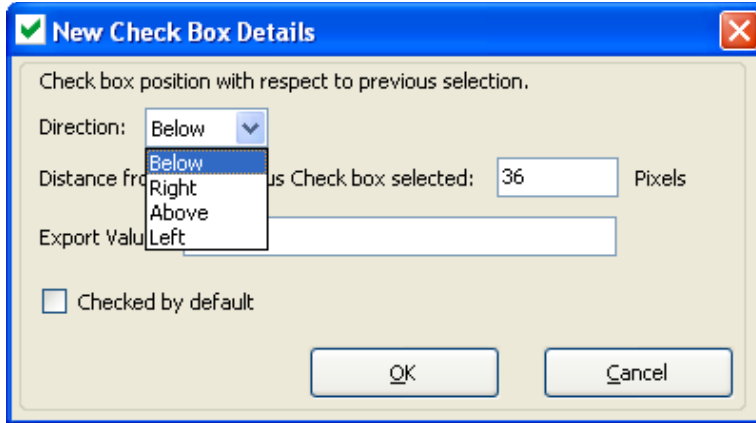 New Check Box Details
Check box position with respect to previous selection.
Direction: Below
Below
Distance fro us Check box selected: 36 Pixels
Right
Above
Export Valu Left
Checked by default
OK Cancel